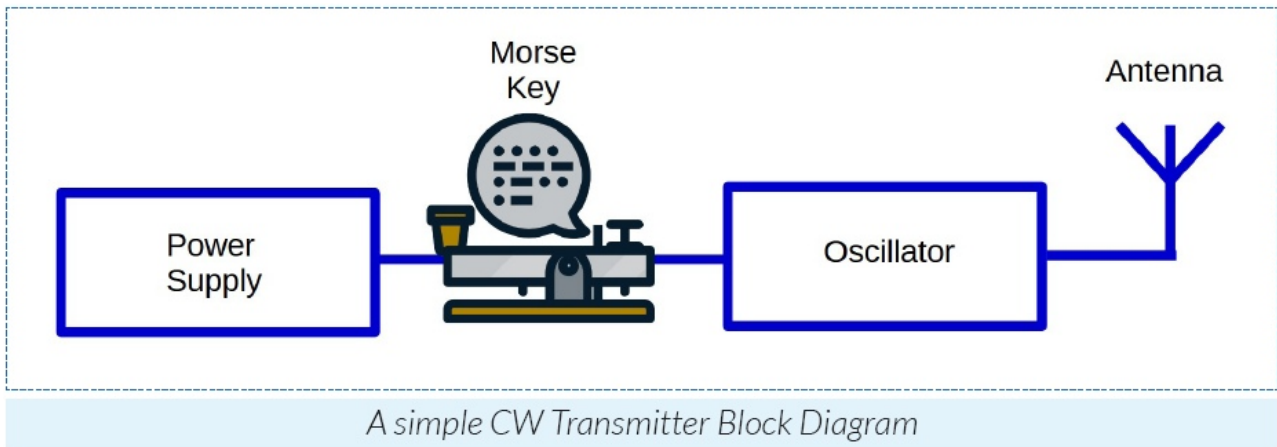 Morse
Key
Antenna
Power
Supply
Oscillator
A simple CW Transmitter Block Diagram